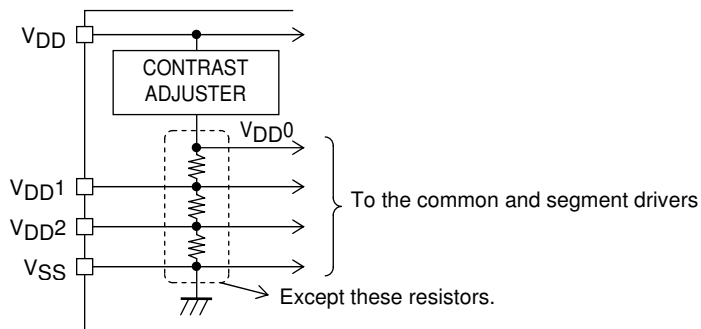 VDD
CONTRAST
ADJUSTER
VDD0
VDD1
VDD2
VSS
To the common and segment drivers
Except these resistors.